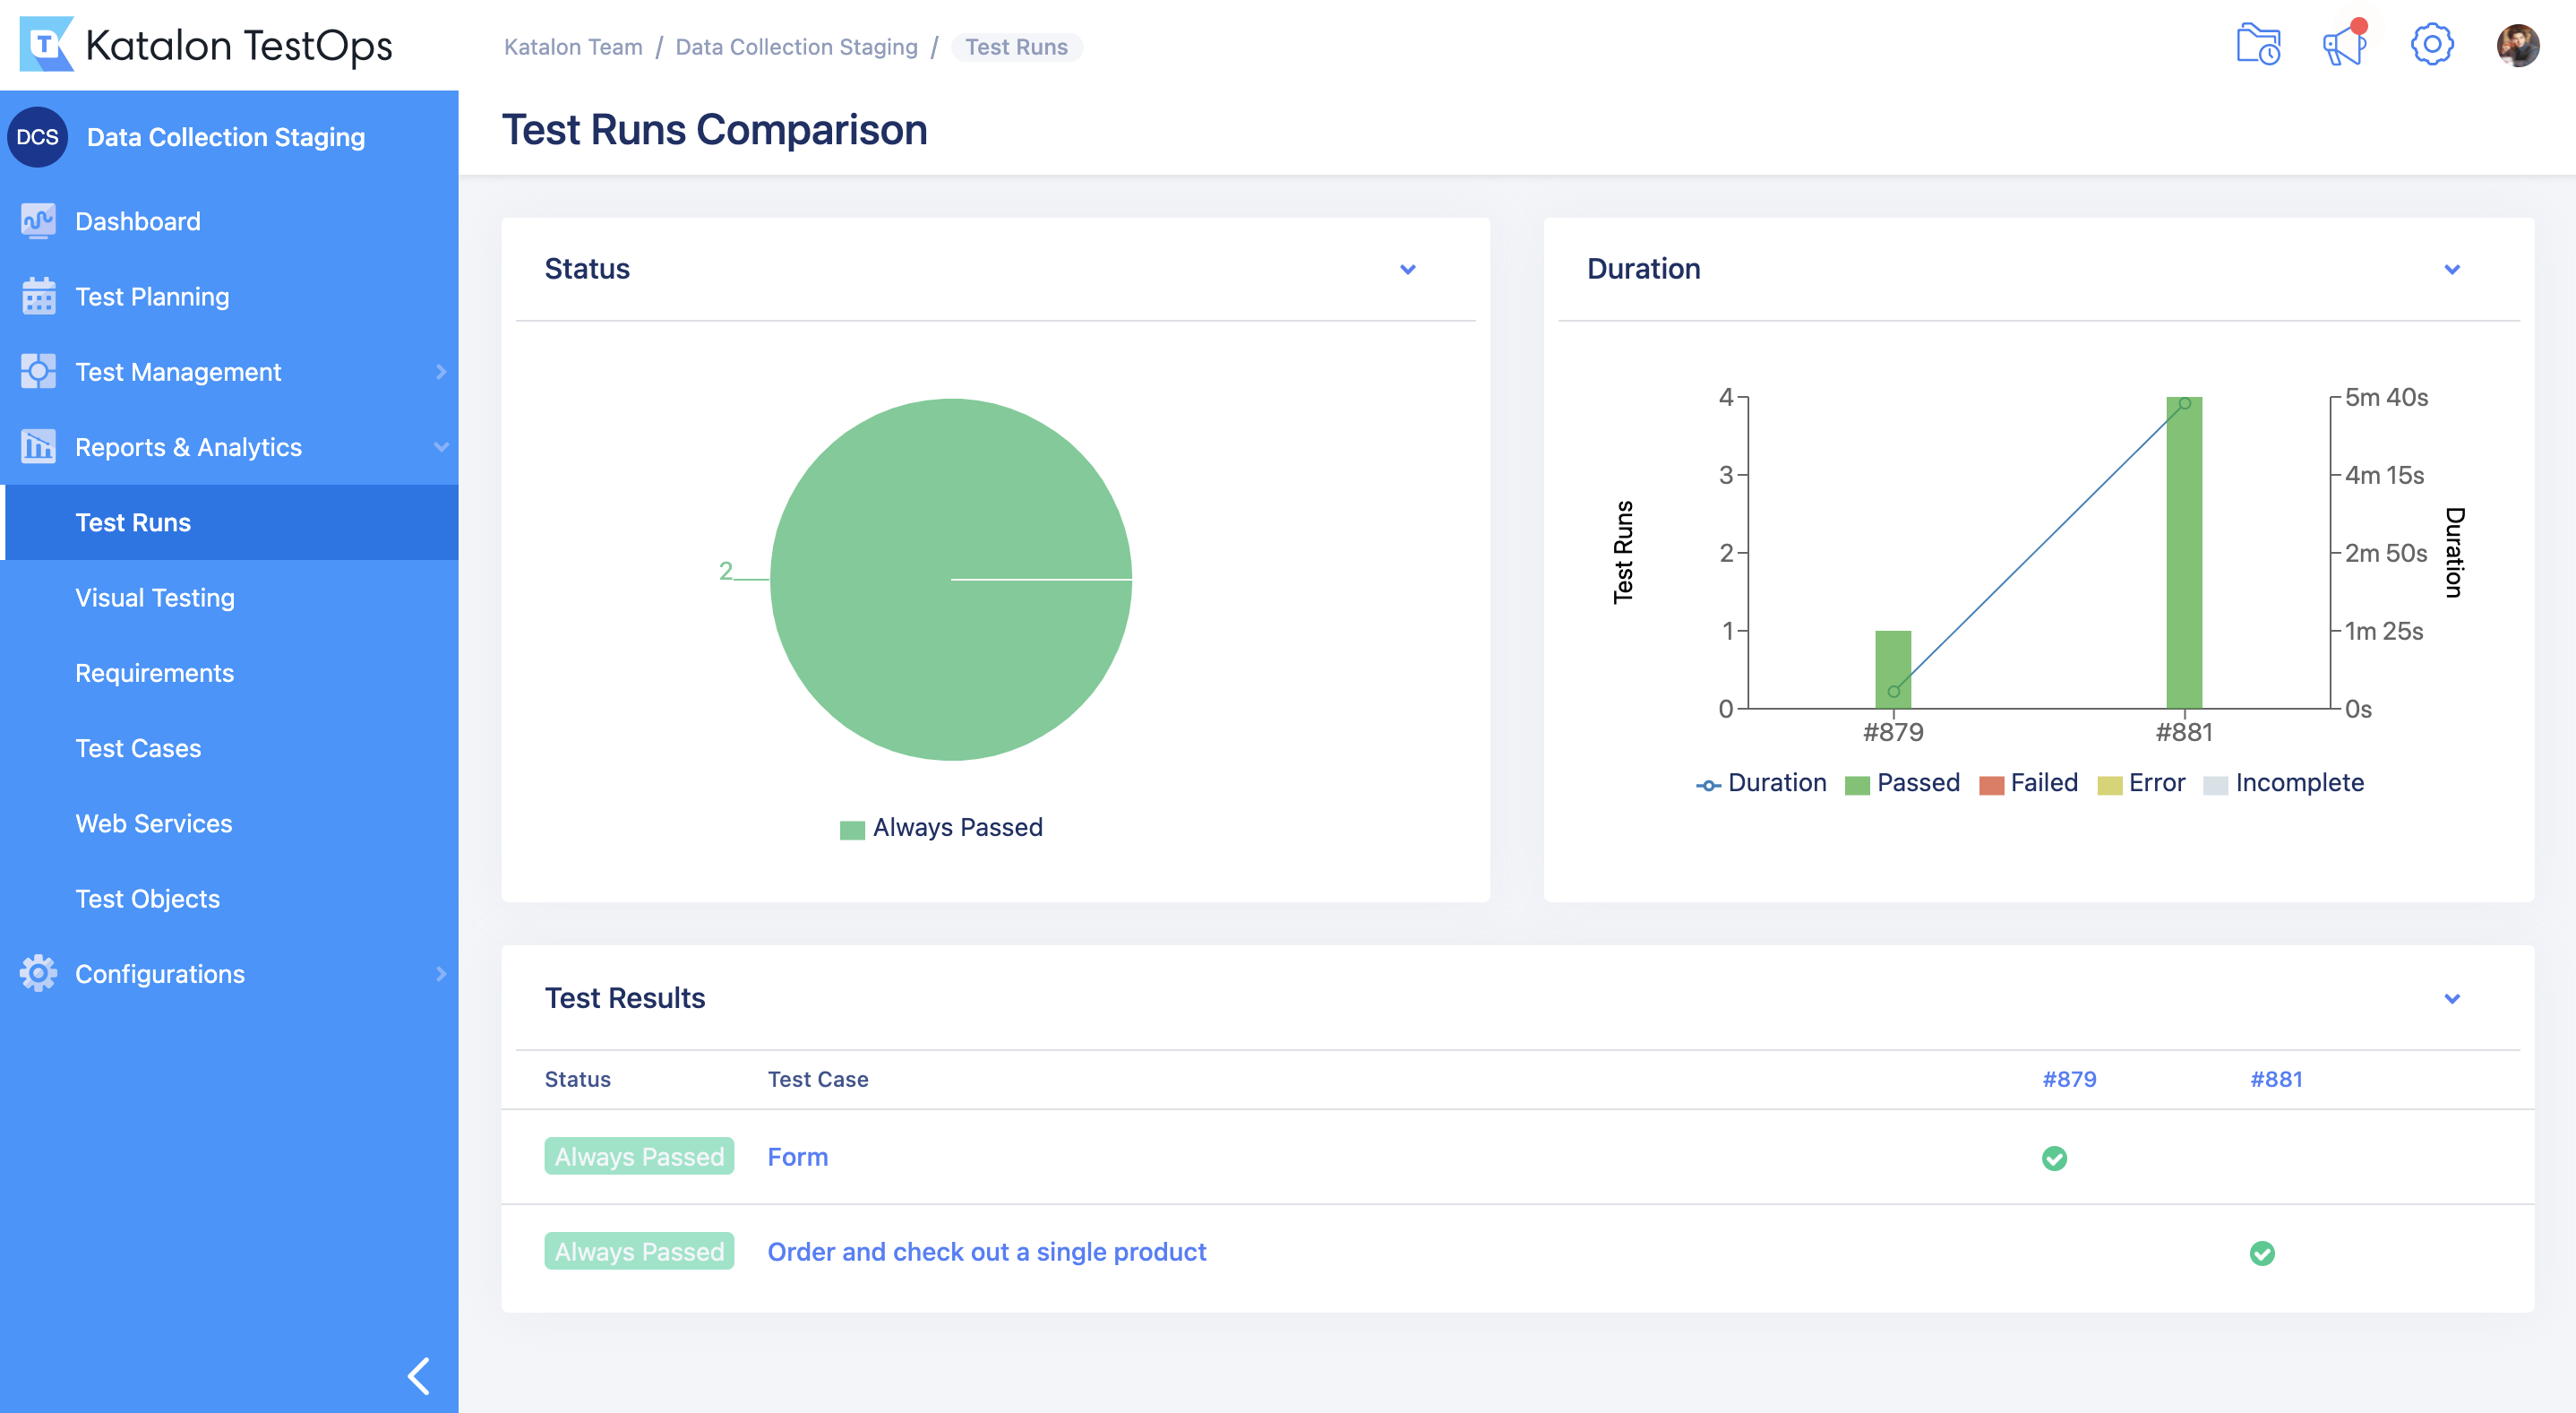 T
Katalon TestOps
Katalon Team / Data Collection Staging / Test Runs
DCS
Data Collection Staging
Dashboard
Test Planning
Test Management
Reports & Analytics
Test Runs
Visual Testing
Requirements
Test Cases
Web Services
Test Objects
Configurations
Test Runs Comparison
Status
2
Always Passed
Duration
Test Runs
4
3
2
1
0
5m 40s
4m 15s
2m 50s
1m 25s
0s
Duration
#879 #881
Duration Passed Failed Error Incomplete
Test Results
Status Test Case #879 #881
Always Passed Form
Always Passed Order and check out a single product